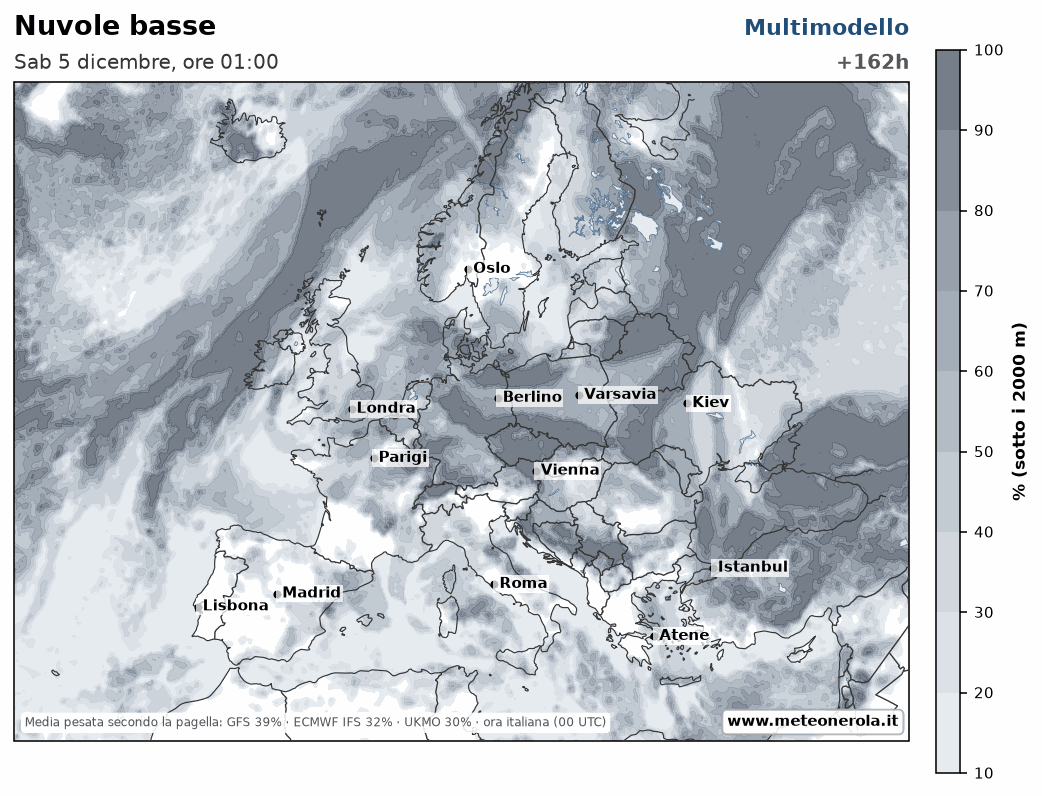 Nuvole basse
Multimodello
Sab 5 dicembre, ore 01:00
+162h
100
90
80
70
60
50
40
30
20
10
% (sotto i 2000 m)
Oslo
Berlino
Varsavia
Kiev
Londra
Parigi
Vienna
Istanbul
Roma
Madrid
Lisbona
Atene
Media pesata secondo la pagella: GFS 39% · ECMWF IFS 32% · UKMO 30% · ora italiana (00 UTC)
www.meteonerola.it